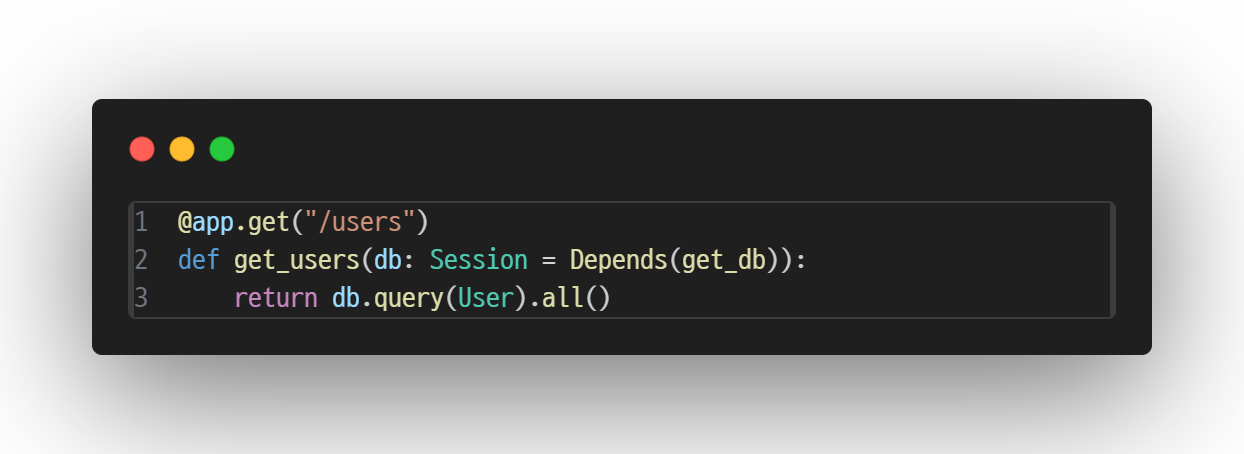 1 @app.get("/users")
2 def get_users(db: Session = Depends(get_db)):
3     return db.query(User).all()